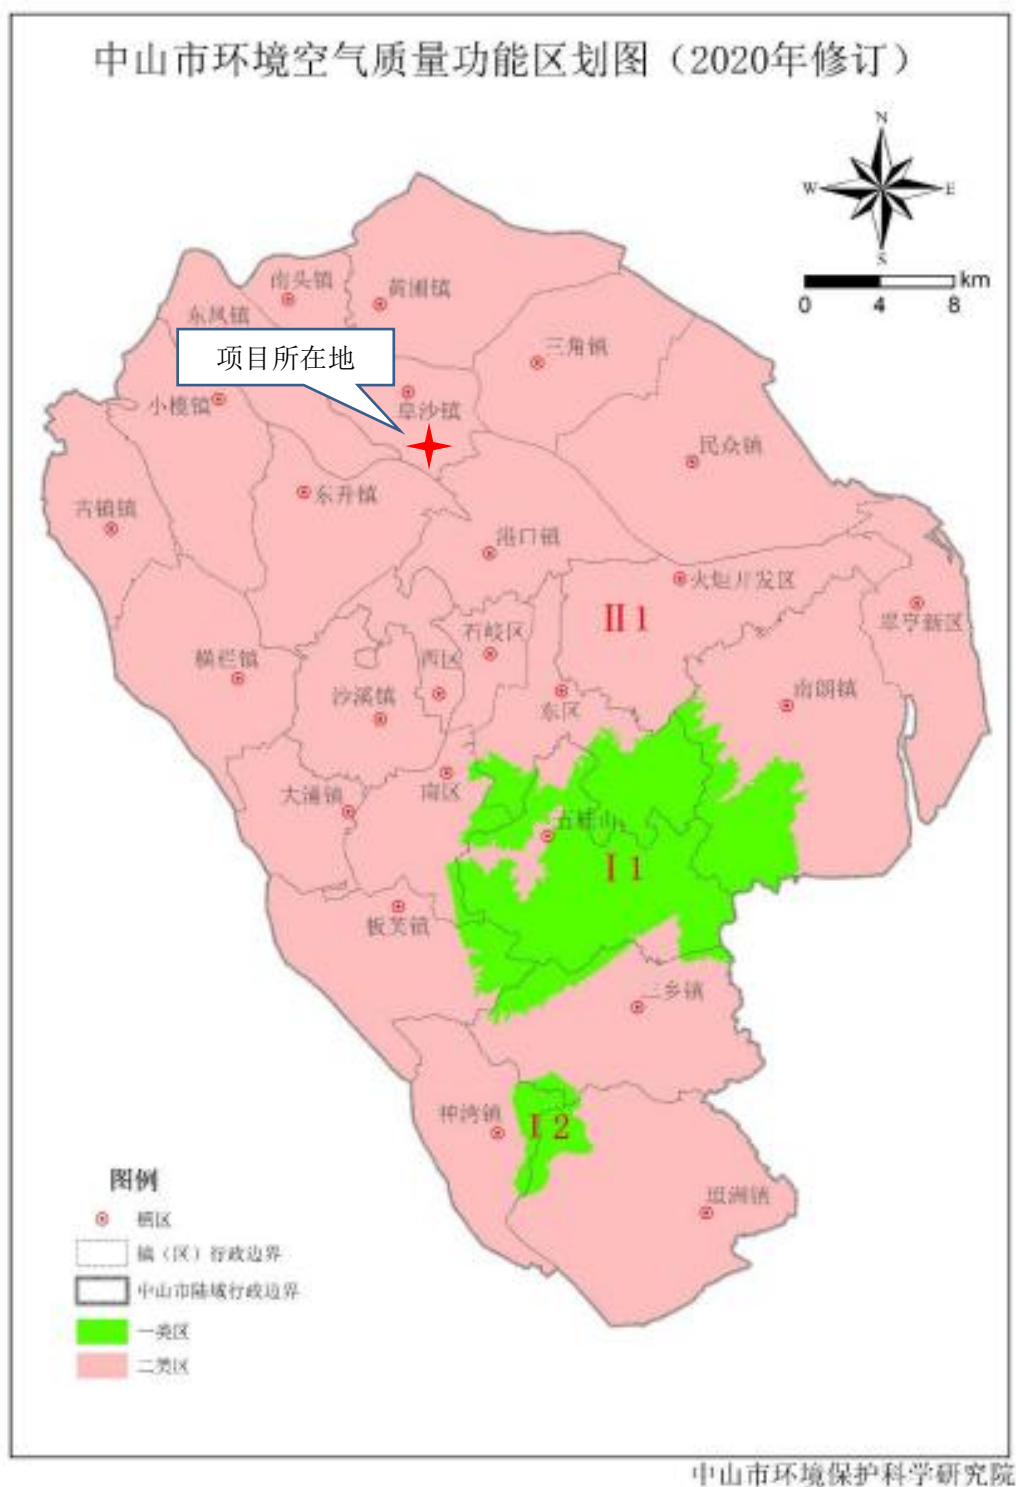 中山市环境空气质量功能区划图（2020年修订）
N
W
E
S
km
0
4
8
南头镇
黄圃镇
东凤镇
三角镇
项目所在地
小榄镇
阜沙镇
民众镇
东升镇
古镇镇
港口镇
火炬开发区
II 1
翠亨新区
石岐区
西区
横栏镇
沙溪镇
南朗镇
东区
南区
大涌镇
五桂山
I 1
板芙镇
三乡镇
神湾镇
I 2
坦洲镇
图例
镇区
镇（区）行政边界
中山市陆域行政边界
一类区
二类区
中山市环境保护科学研究院